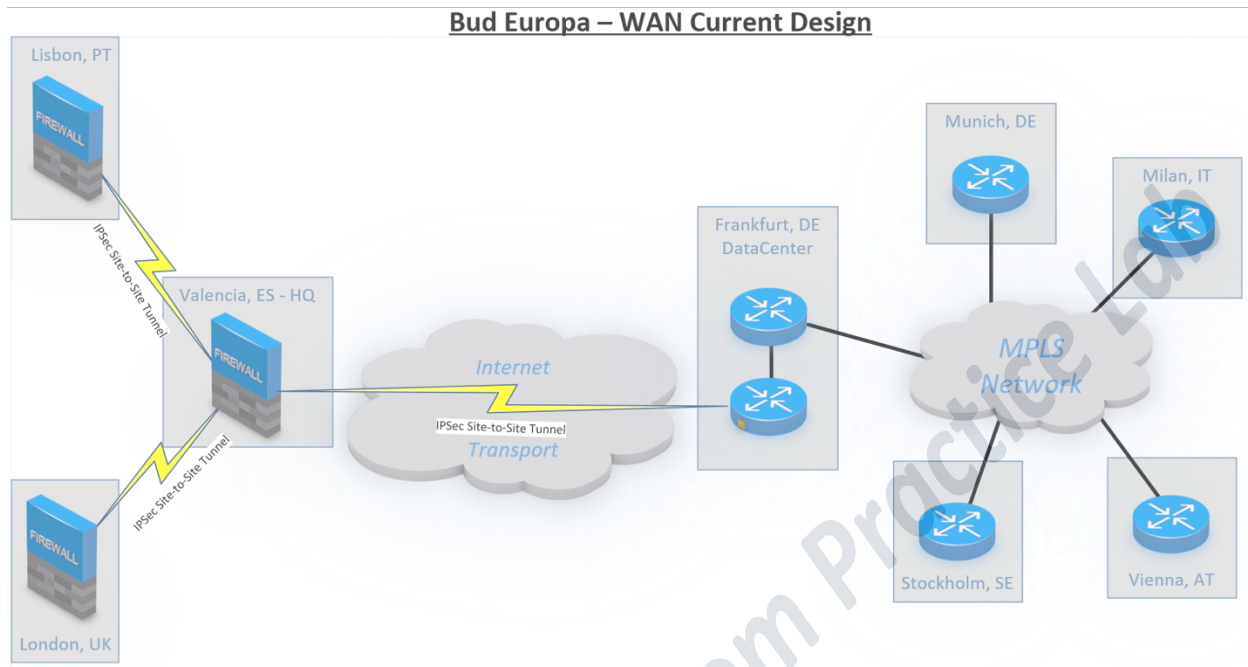 Bud Europa – WAN Current Design
Lisbon, PT
FIREWALL
IPSec Site-to-Site Tunnel
Valencia, ES - HQ
FIREWALL
IPSec Site-to-Site Tunnel
FIREWALL
London, UK
Internet
IPSec Site-to-Site Tunnel
Transport
Frankfurt, DE
DataCenter
Munich, DE
Milan, IT
MPLS
Network
Stockholm, SE
Vienna, AT
om Practice Lab